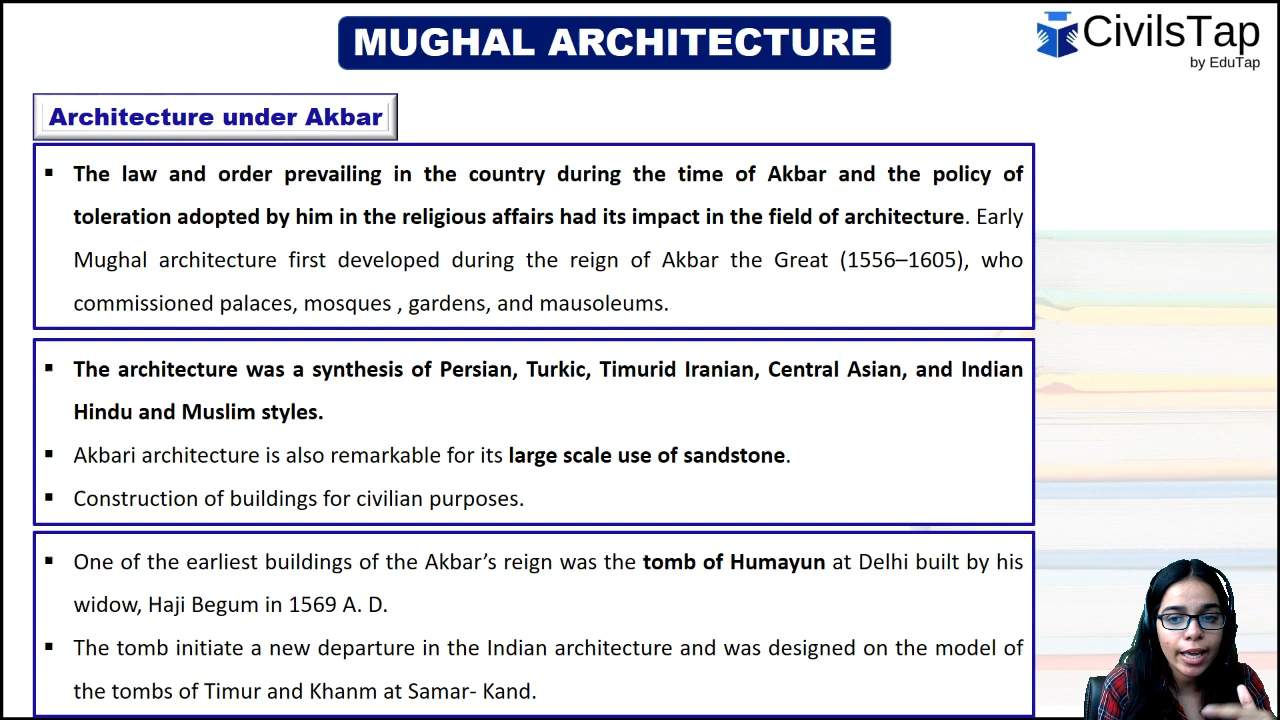 MUGHAL ARCHITECTURE
CivilsTap
by EduTap
Architecture under Akbar
▪ The law and order prevailing in the country during the time of Akbar and the policy of
toleration adopted by him in the religious affairs had its impact in the field of architecture. Early
Mughal architecture first developed during the reign of Akbar the Great (1556–1605), who
commissioned palaces, mosques , gardens, and mausoleums.
▪ The architecture was a synthesis of Persian, Turkic, Timurid Iranian, Central Asian, and Indian
Hindu and Muslim styles.
▪ Akbari architecture is also remarkable for its large scale use of sandstone.
▪ Construction of buildings for civilian purposes.
▪ One of the earliest buildings of the Akbar’s reign was the tomb of Humayun at Delhi built by his
widow, Haji Begum in 1569 A. D.
▪ The tomb initiate a new departure in the Indian architecture and was designed on the model of
the tombs of Timur and Khanm at Samar- Kand.